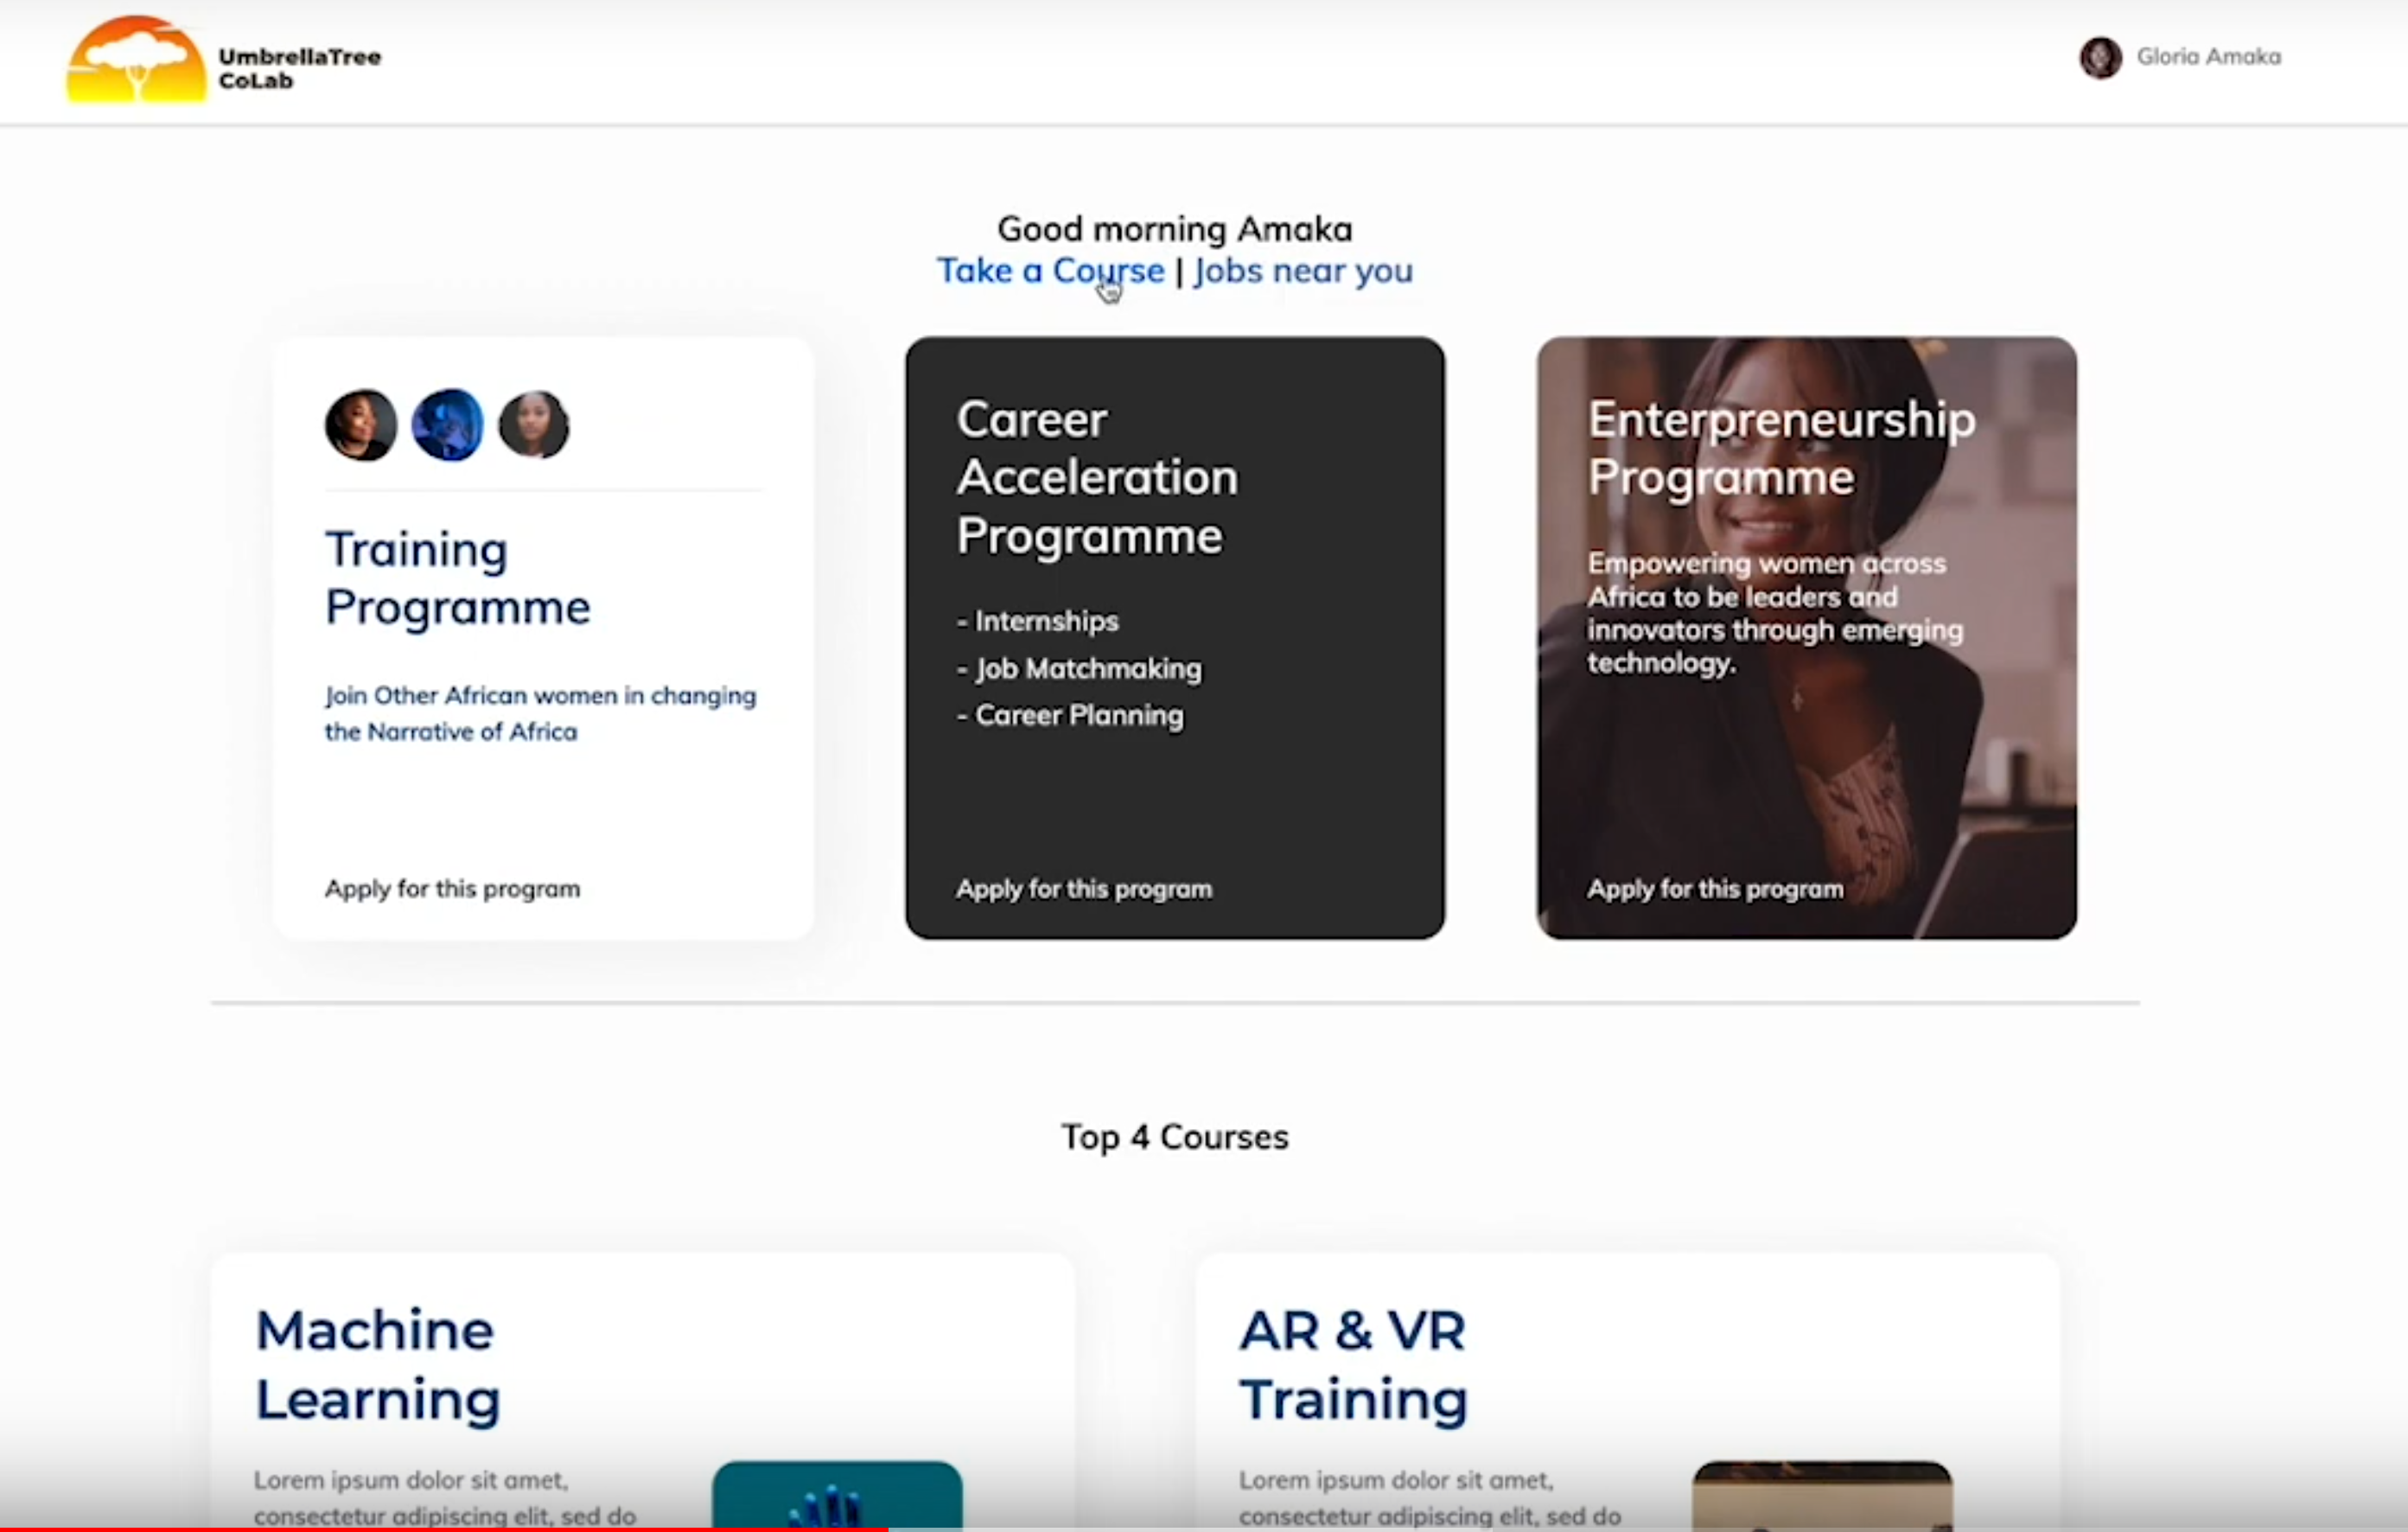 UmbrellaTree
CoLab
Gloria Amaka
Good morning Amaka
Take a Course | Jobs near you
Training
Programme
Join Other African women in changing
the Narrative of Africa
Apply for this program
Career
Acceleration
Programme
- Internships
- Job Matchmaking
- Career Planning
Apply for this program
Enterpreneurship
Programme
Empowering women across
Africa to be leaders and
innovators through emerging
technology.
Apply for this program
Top 4 Courses
Machine
Learning
Lorem ipsum dolor sit amet,
consectetur adipiscing elit, sed do
AR & VR
Training
Lorem ipsum dolor sit amet,
consectetur adipiscing elit, sed do